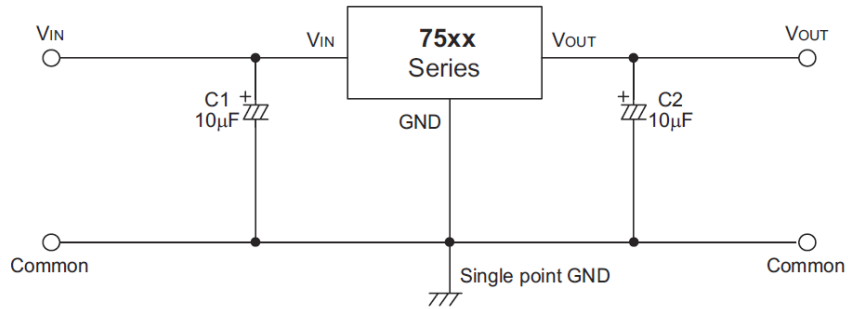 VIN
VIN
75xx
Series
VOUT
VOUT
+
C1
10μF
GND
+
C2
10μF
Common
Single point GND
Common